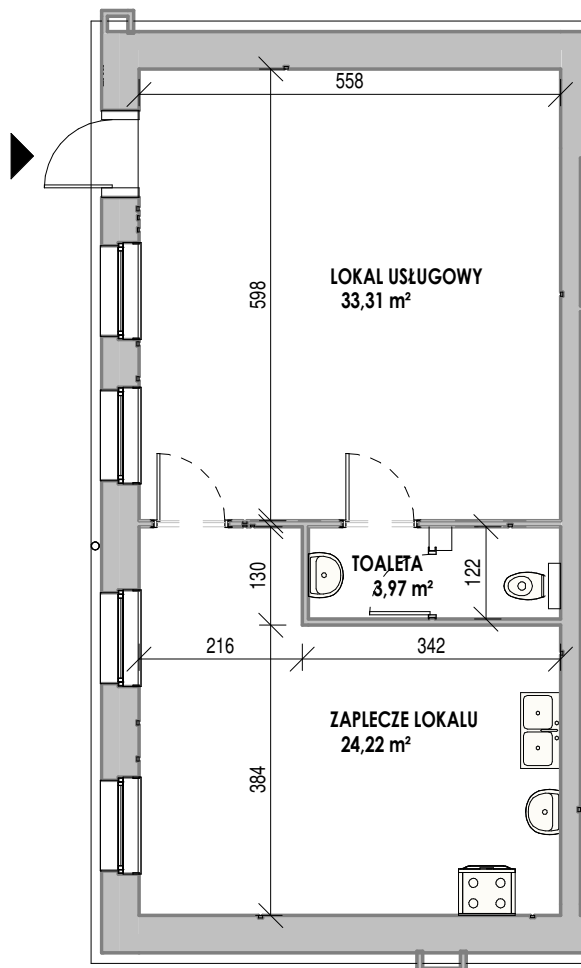 558
598
LOKAL USŁUGOWY
33,31 m²
130
TOALETA
3,97 m²
122
216
342
ZAPLECZE LOKALU
24,22 m²
384